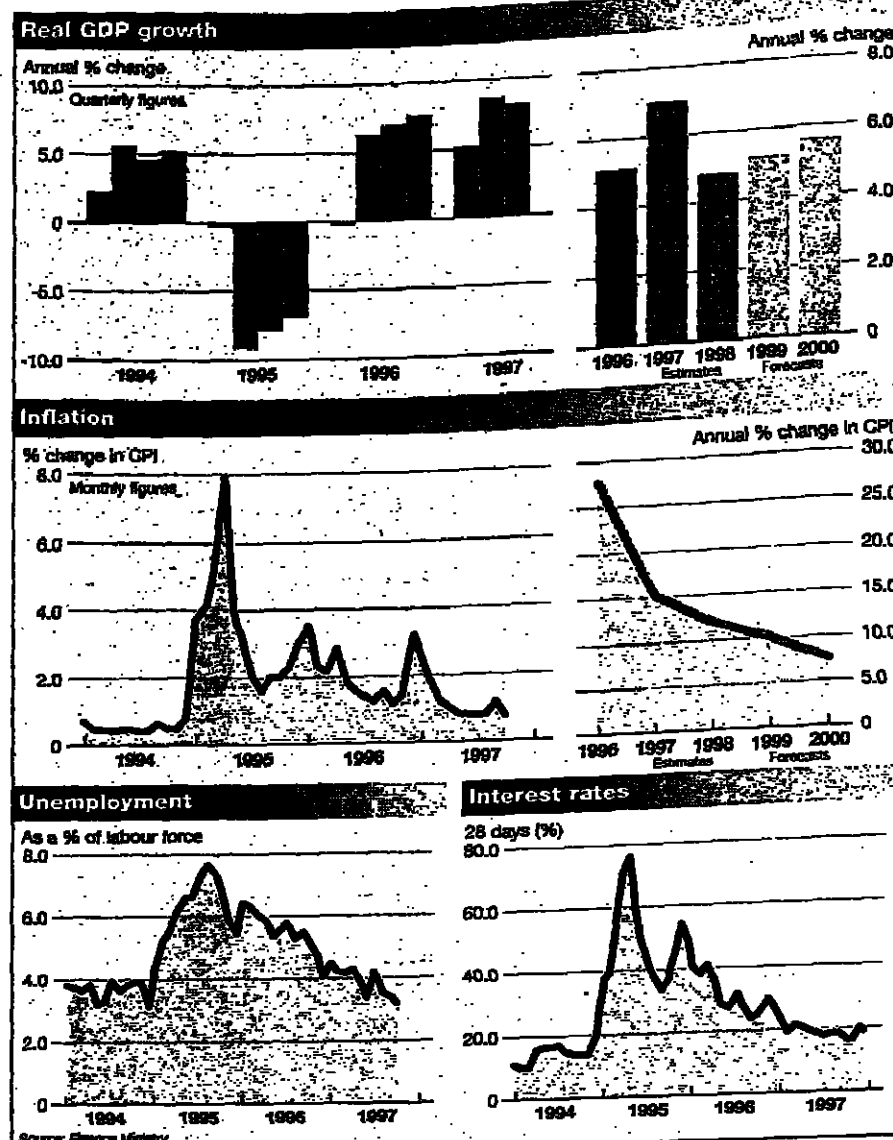 Real GDP growth
Annual % change
Quarterly figures
10.0
5.0
0
-5.0
-10.0
1994 1995 1996 1997
Annual % change
8.0
6.0
4.0
2.0
0
1996 1997 1998 1999 2000
Estimates Forecasts
Inflation
% change in CPI
Monthly figures
8.0
6.0
4.0
2.0
0
1994 1995 1996 1997
Annual % change in CPI
30.0
25.0
20.0
15.0
10.0
5.0
0
1996 1997 1998 1999 2000
Estimates Forecasts
Unemployment
As a % of labour force
8.0
6.0
4.0
2.0
0
1994 1995 1996 1997
Interest rates
28 days (%)
80.0
60.0
40.0
20.0
0
1994 1995 1996 1997
Source: Finance Ministry